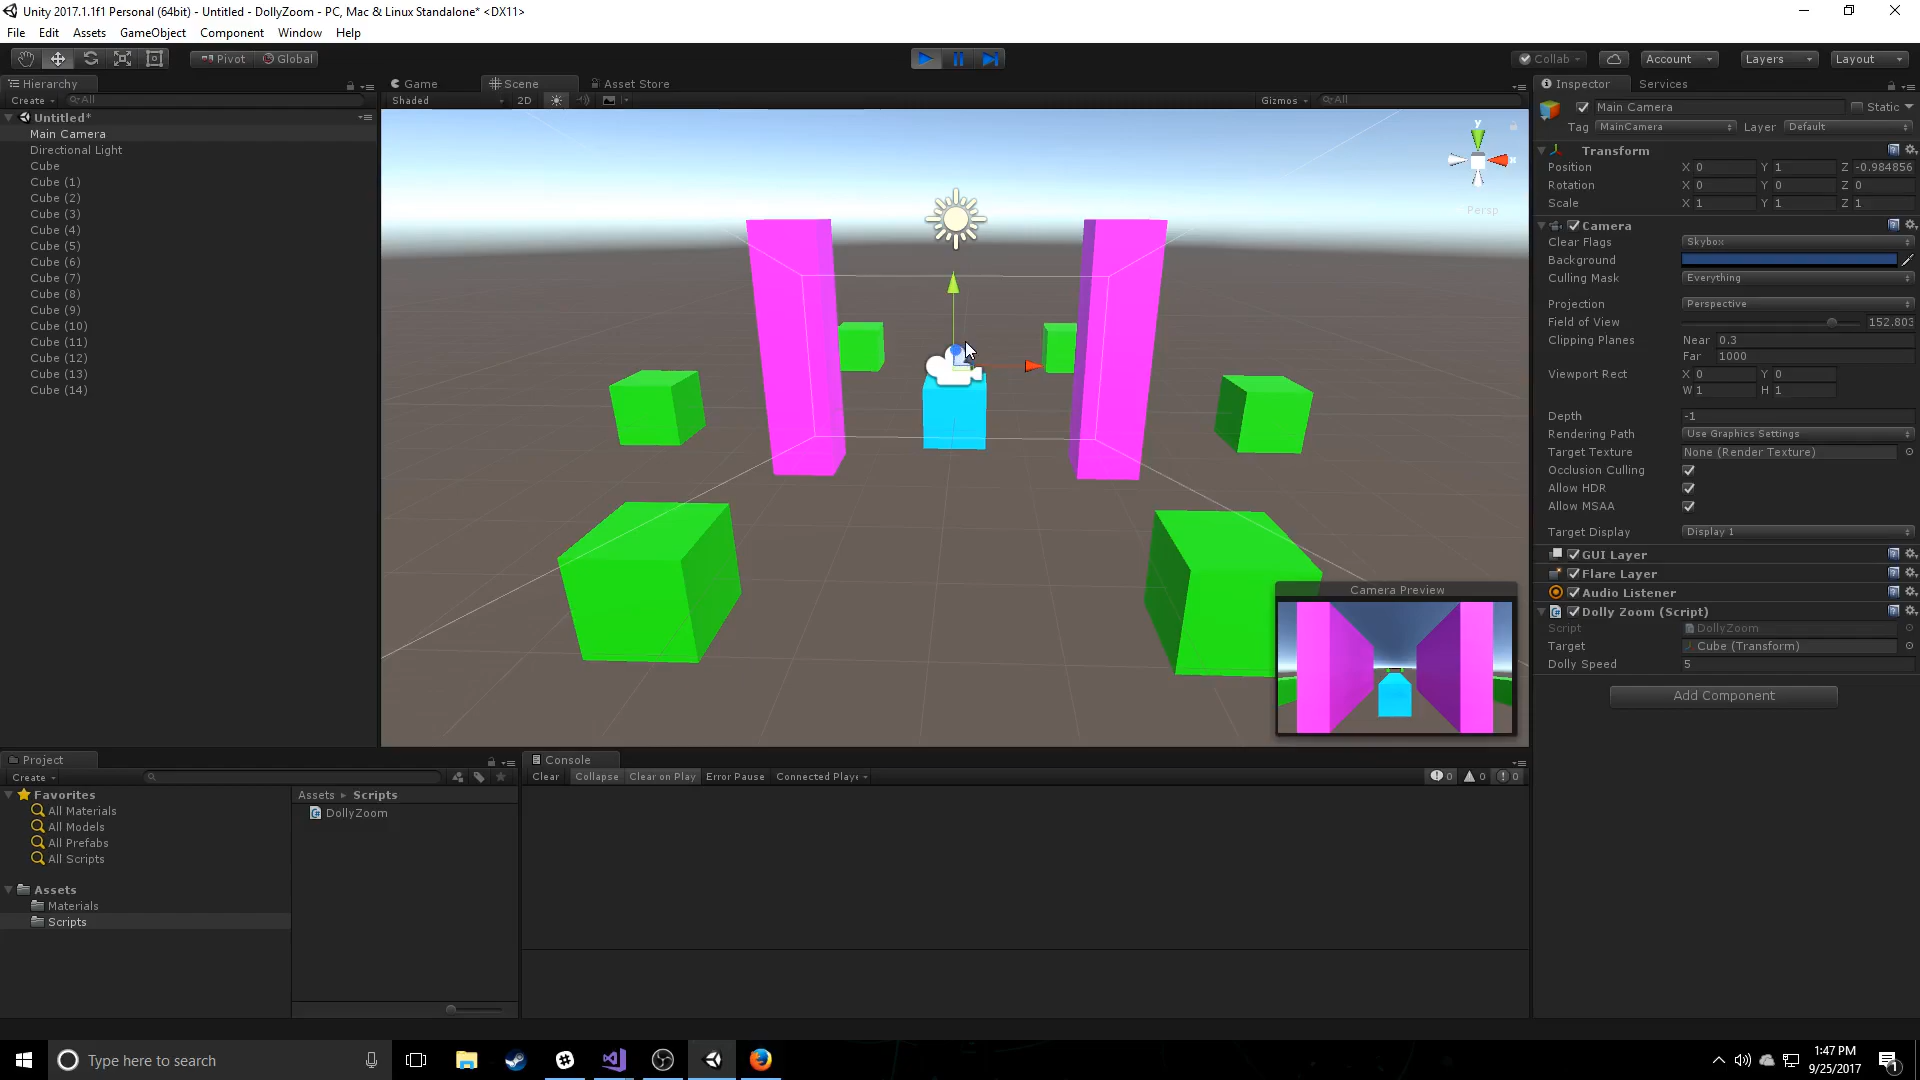 Unity 2017.1.1f1 Personal (64bit) - Untitled - DollyZoom - PC, Mac & Linux Standalone* <DX11>
File Edit Assets GameObject Component Window Help
Pivot Global Collab Account Layers Layout
Hierarchy
Create All
Untitled*
Main Camera
Directional Light
Cube
Cube (1)
Cube (2)
Cube (3)
Cube (4)
Cube (5)
Cube (6)
Cube (7)
Cube (8)
Cube (9)
Cube (10)
Cube (11)
Cube (12)
Cube (13)
Cube (14)
Game Scene Asset Store
Shaded 2D Gizmos All
y
x
Persp
Camera Preview
Inspector Services
Main Camera Static
Tag MainCamera Layer Default
Transform
Position X 0 Y 1 Z -0.984856
Rotation X 0 Y 0 Z 0
Scale X 1 Y 1 Z 1
Camera
Clear Flags Skybox
Background
Culling Mask Everything
Projection Perspective
Field of View 152.803
Clipping Planes Near 0.3
Far 1000
Viewport Rect X 0 Y 0
W 1 H 1
Depth -1
Rendering Path Use Graphics Settings
Target Texture None (Render Texture)
Occlusion Culling
Allow HDR
Allow MSAA
Target Display Display 1
GUI Layer
Flare Layer
Audio Listener
Dolly Zoom (Script)
Script DollyZoom
Target Cube (Transform)
Dolly Speed 5
Add Component
Project
Create
Favorites
All Materials
All Models
All Prefabs
All Scripts
Assets
Materials
Scripts
Assets ▸ Scripts
DollyZoom
Console
Clear Collapse Clear on Play Error Pause Connected Playe 0 0 0
Type here to search
1:47 PM
9/25/2017
1